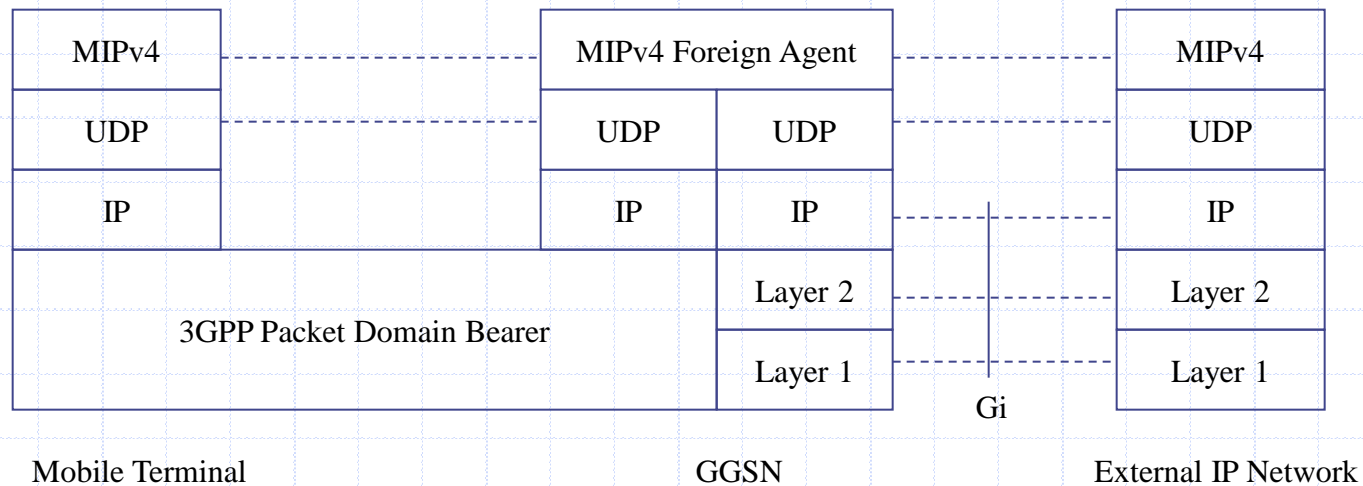 MIPv4
MIPv4 Foreign Agent
MIPv4
UDP
UDP
UDP
UDP
IP
IP
IP
IP
Layer 2
Layer 2
3GPP Packet Domain Bearer
Layer 1
Layer 1
Gi
Mobile Terminal
GGSN
External IP Network